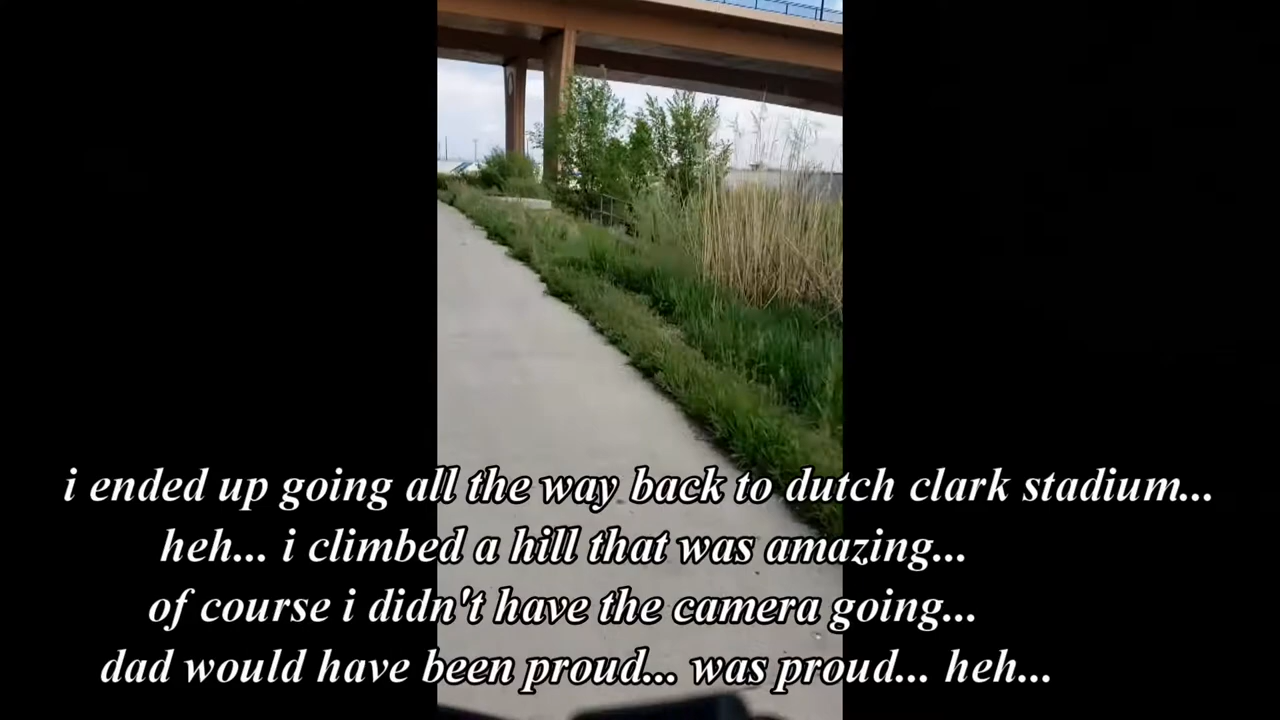 i ended up going all the way back to dutch clark stadium...
heh... i climbed a hill that was amazing...
of course i didn't have the camera going...
dad would have been proud... was proud... heh...